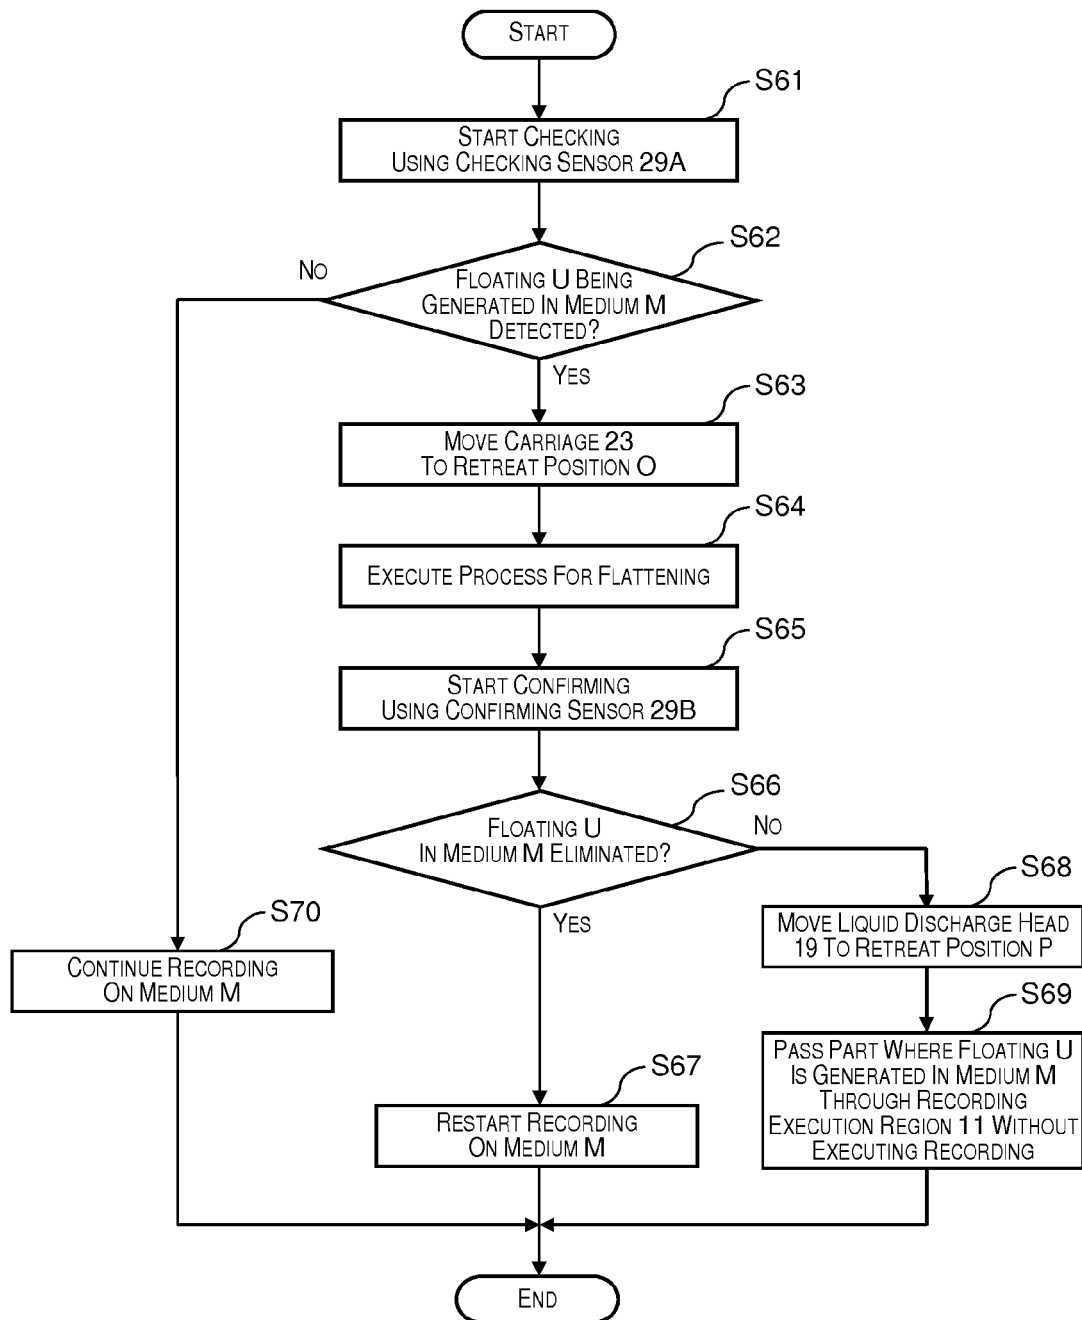 START
S61
START CHECKING
USING CHECKING SENSOR 29A
S62
NO
FLOATING U BEING
GENERATED IN MEDIUM M
DETECTED?
YES
S63
MOVE CARRIAGE 23
TO RETREAT POSITION O
S64
EXECUTE PROCESS FOR FLATTENING
S65
START CONFIRMING
USING CONFIRMING SENSOR 29B
S66
NO
FLOATING U
IN MEDIUM M ELIMINATED?
YES
S68
MOVE LIQUID DISCHARGE HEAD
19 TO RETREAT POSITION P
S70
CONTINUE RECORDING
ON MEDIUM M
S69
PASS PART WHERE FLOATING U
IS GENERATED IN MEDIUM M
THROUGH RECORDING
EXECUTION REGION 11 WITHOUT
EXECUTING RECORDING
S67
RESTART RECORDING
ON MEDIUM M
END